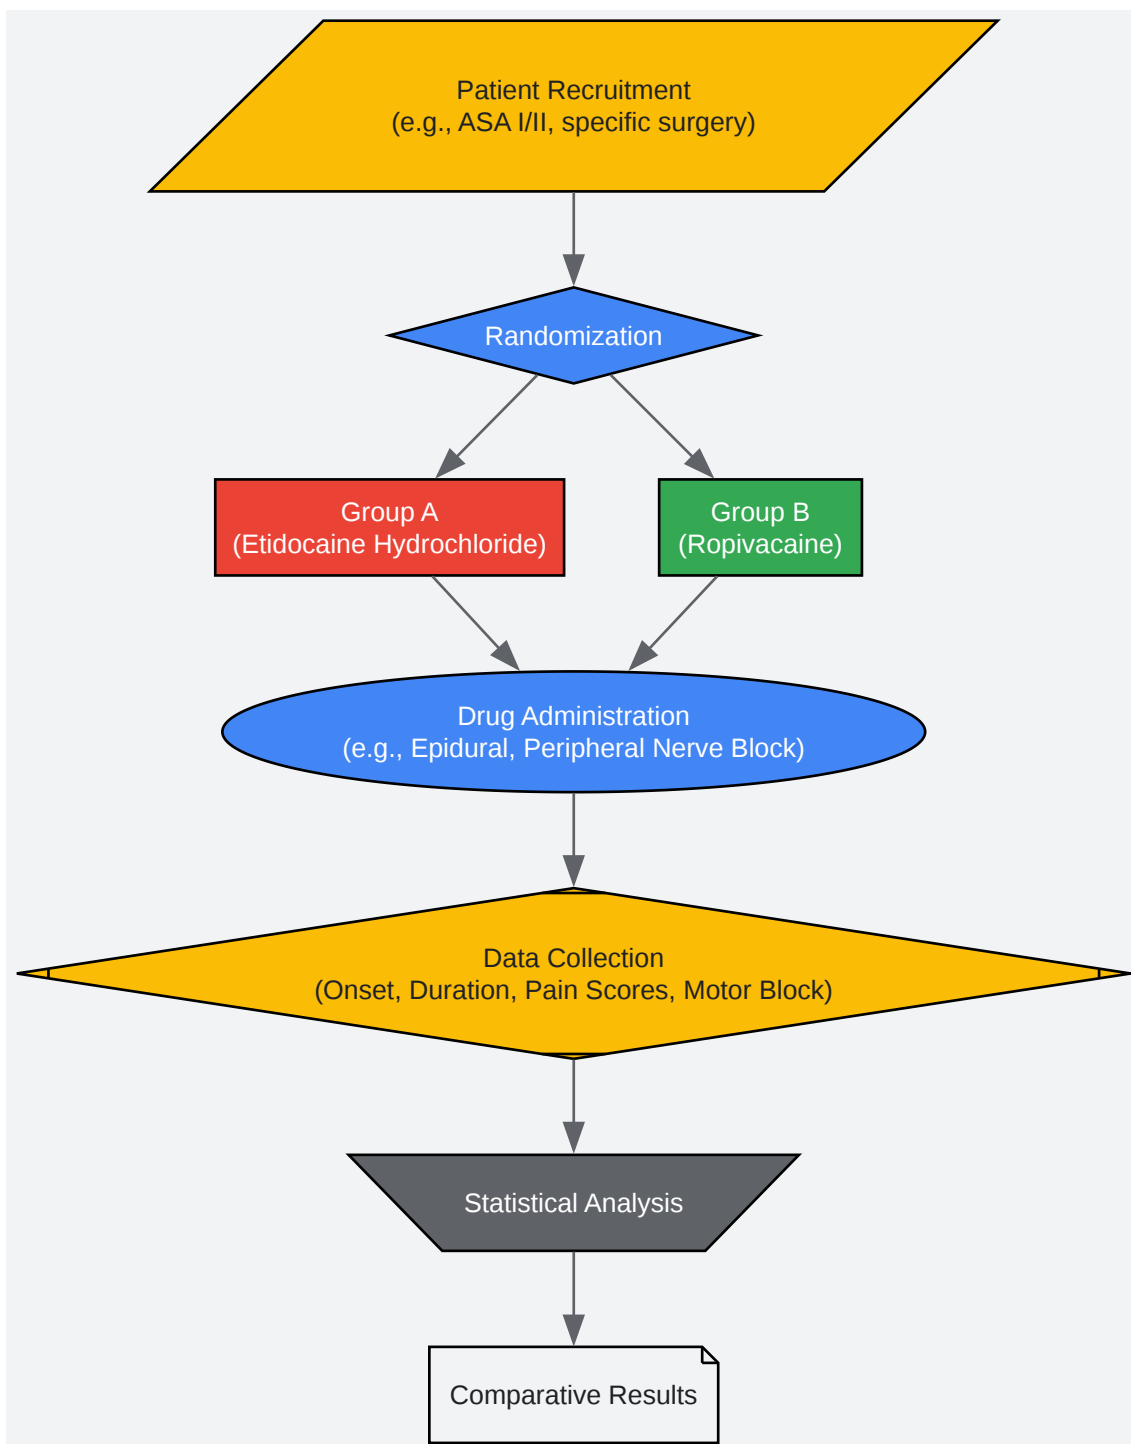 Patient Recruitment
(e.g., ASA I/II, specific surgery)
Randomization
Group A
(Etidocaine Hydrochloride)
Group B
(Ropivacaine)
Drug Administration
(e.g., Epidural, Peripheral Nerve Block)
Data Collection
(Onset, Duration, Pain Scores, Motor Block)
Statistical Analysis
Comparative Results